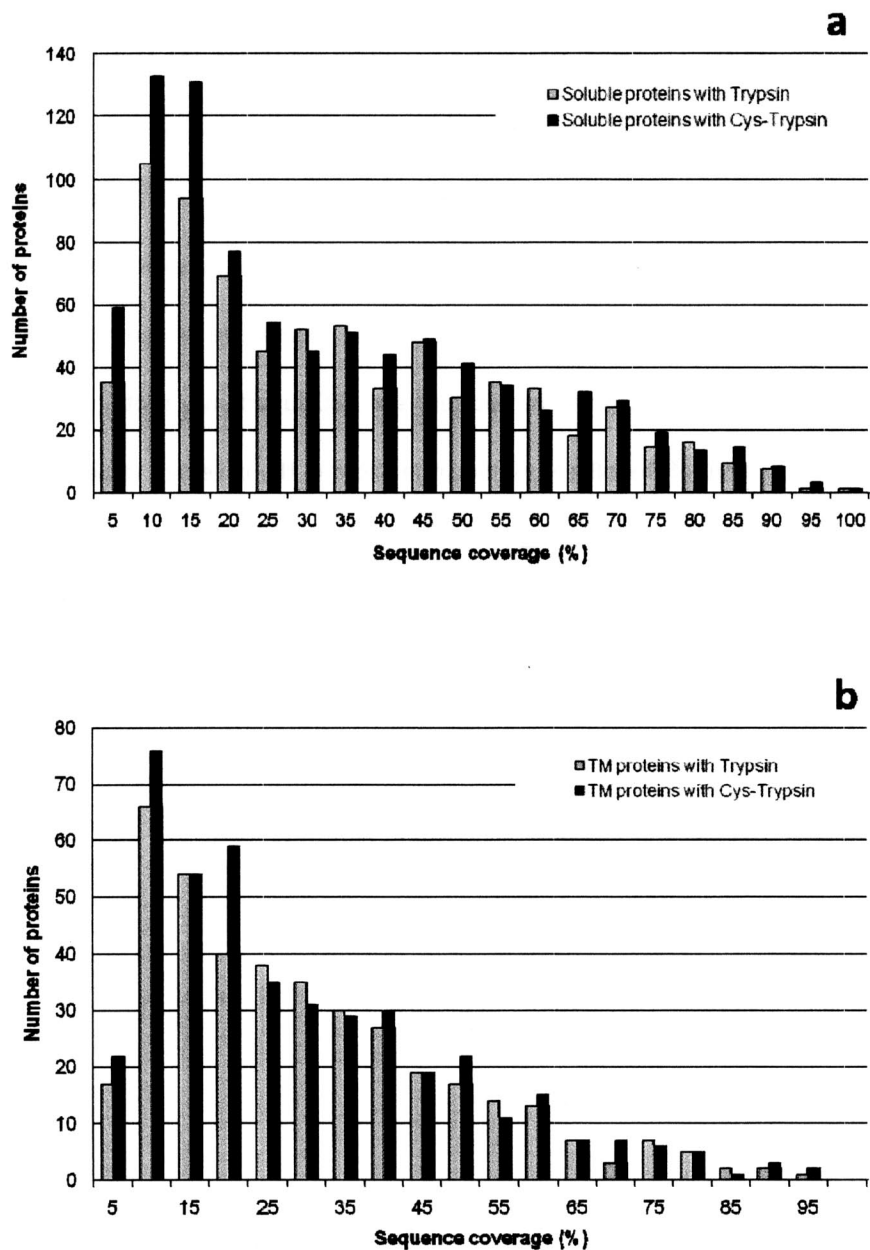 a
140
120
100
80
60
40
20
0
Number of proteins
Soluble proteins with Trypsin
Soluble proteins with Cys-Trypsin
5 10 15 20 25 30 35 40 45 50 55 60 65 70 75 80 85 90 95 100
Sequence coverage (%)
b
80
70
60
50
40
30
20
10
0
Number of proteins
TM proteins with Trypsin
TM proteins with Cys-Trypsin
5 15 25 35 45 55 65 75 85 95
Sequence coverage (%)